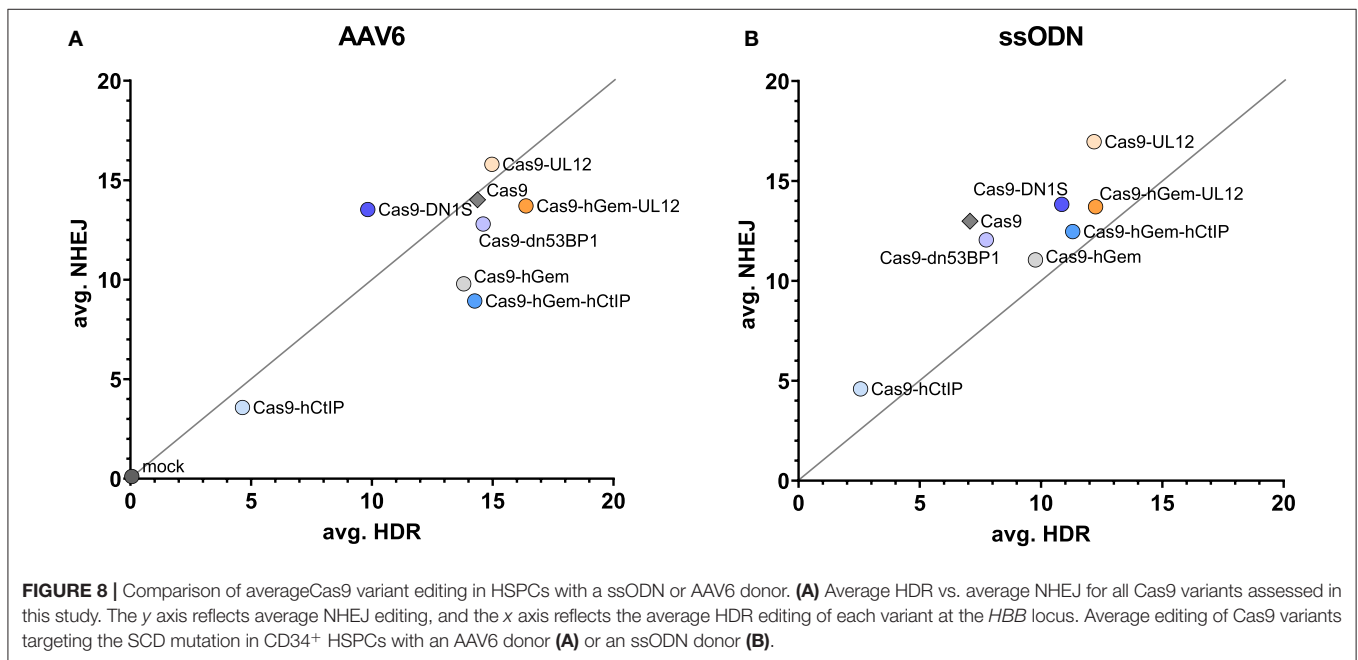 A
AAV6
20
15
10
5
0
avg. NHEJ
Cas9-UL12
Cas9
Cas9-DN1S
Cas9-hGem-UL12
Cas9-dn53BP1
Cas9-hGem
Cas9-hGem-hCtIP
Cas9-hCtIP
mock
0
5
10
15
20
avg. HDR
B
ssODN
20
15
10
5
0
avg. NHEJ
Cas9-UL12
Cas9-DN1S
Cas9-hGem-UL12
Cas9
Cas9-hGem-hCtIP
Cas9-dn53BP1
Cas9-hGem
Cas9-hCtIP
0
5
10
15
20
avg. HDR
FIGURE 8 | Comparison of averageCas9 variant editing in HSPCs with a ssODN or AAV6 donor. (A) Average HDR vs. average NHEJ for all Cas9 variants assessed in
this study. The y axis reflects average NHEJ editing, and the x axis reflects the average HDR editing of each variant at the HBB locus. Average editing of Cas9 variants
targeting the SCD mutation in CD34+ HSPCs with an AAV6 donor (A) or an ssODN donor (B).